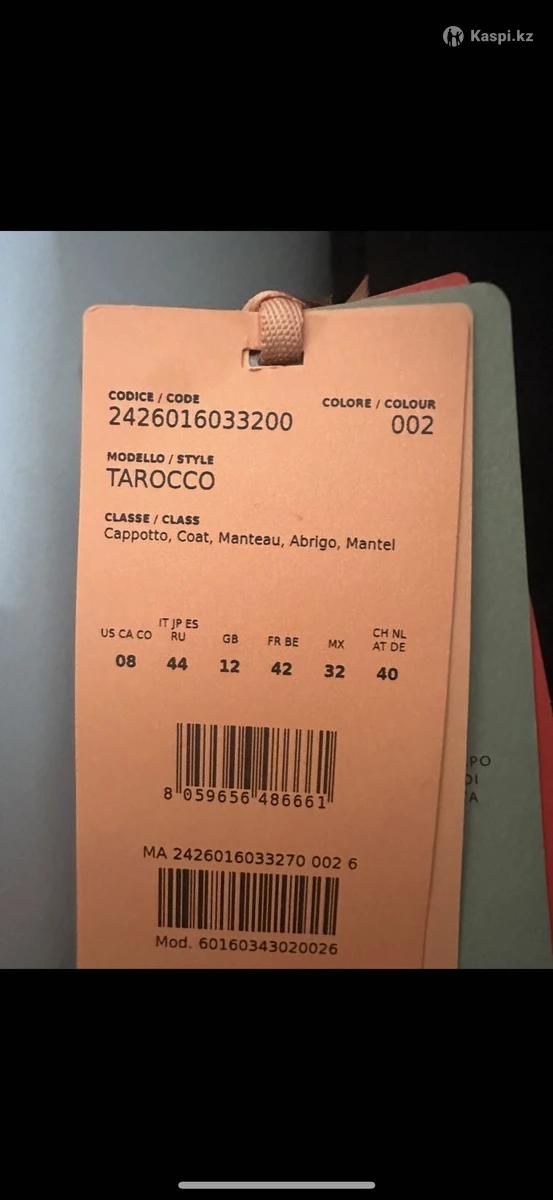 Kaspi.kz
CODICE / CODE
2426016033200
COLORE / COLOUR
002
MODELLO / STYLE
TAROCCO
CLASSE / CLASS
Cappotto, Coat, Manteau, Abrigo, Mantel
US CA CO
08
IT JP ES
RU
44
GB
12
FR BE
42
MX
32
CH NL
AT DE
40
8 059656 486661
MA 2426016033270 002 6
Mod. 60160343020026